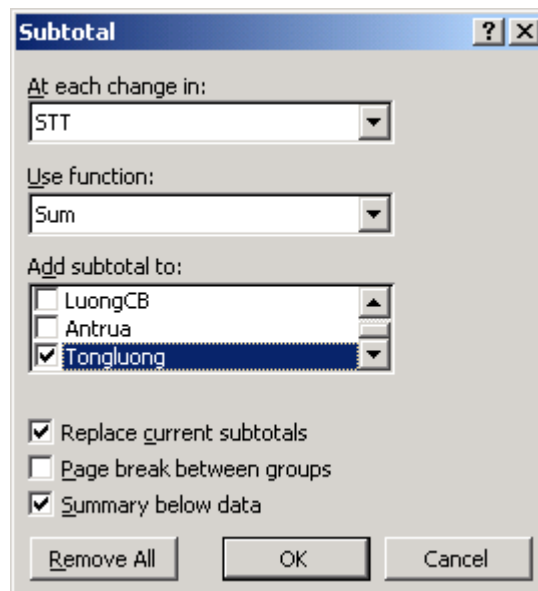 Subtotal
At each change in:
STT
Use function:
Sum
Add subtotal to:
LuongCB
Antrua
Tongluong
Replace current subtotals
Page break between groups
Summary below data
Remove All OK Cancel